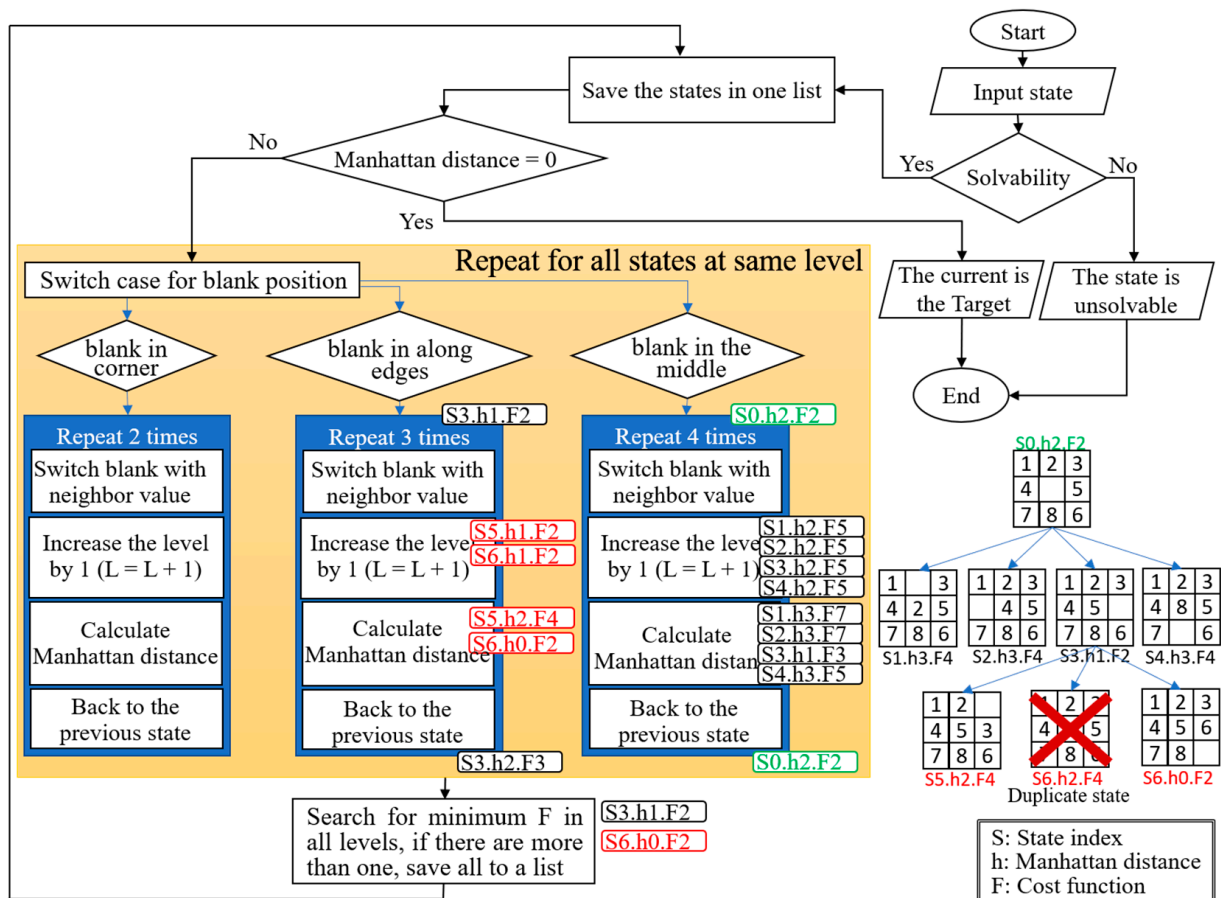 Start
Input state
Solvability
Yes
No
Save the states in one list
Manhattan distance = 0
No
Yes
The current is
the Target
The state is
unsolvable
End
Repeat for all states at same level
Switch case for blank position
blank in
corner
blank in along
edges
blank in the
middle
Repeat 2 times
Switch blank with
neighbor value
Increase the level
by 1 (L = L + 1)
Calculate
Manhattan distance
Back to the
previous state
S3.h1.F2
Repeat 3 times
Switch blank with
neighbor value
S5.h1.F2
S6.h1.F2
Increase the level
by 1 (L = L + 1)
S5.h2.F4
S6.h0.F2
Calculate
Manhattan distance
Back to the
previous state
S3.h2.F3
S0.h2.F2
Repeat 4 times
Switch blank with
neighbor value
S1.h2.F5
S2.h2.F5
S3.h2.F5
S4.h2.F5
Increase the leve
by 1 (L = L + 1)
S1.h3.F7
S2.h3.F7
S3.h1.F3
S4.h3.F5
Calculate
Manhattan distan
Back to the
previous state
S0.h2.F2
Search for minimum F in
all levels, if there are more
than one, save all to a list
S3.h1.F2
S6.h0.F2
S0.h2.F2
1 2 3
4 5
7 8 6
1 3
4 2 5
7 8 6
S1.h3.F4
1 2 3
4 5
7 8 6
S2.h3.F4
1 2 3
4 5
7 8 6
S3.h1.F2
1 2 3
4 8 5
7 6
S4.h3.F4
1 2
4 5 3
7 8 6
S5.h2.F4
2
5
8
S6.h2.F4
Duplicate state
1 2 3
4 5 6
7 8
S6.h0.F2
S: State index
h: Manhattan distance
F: Cost function